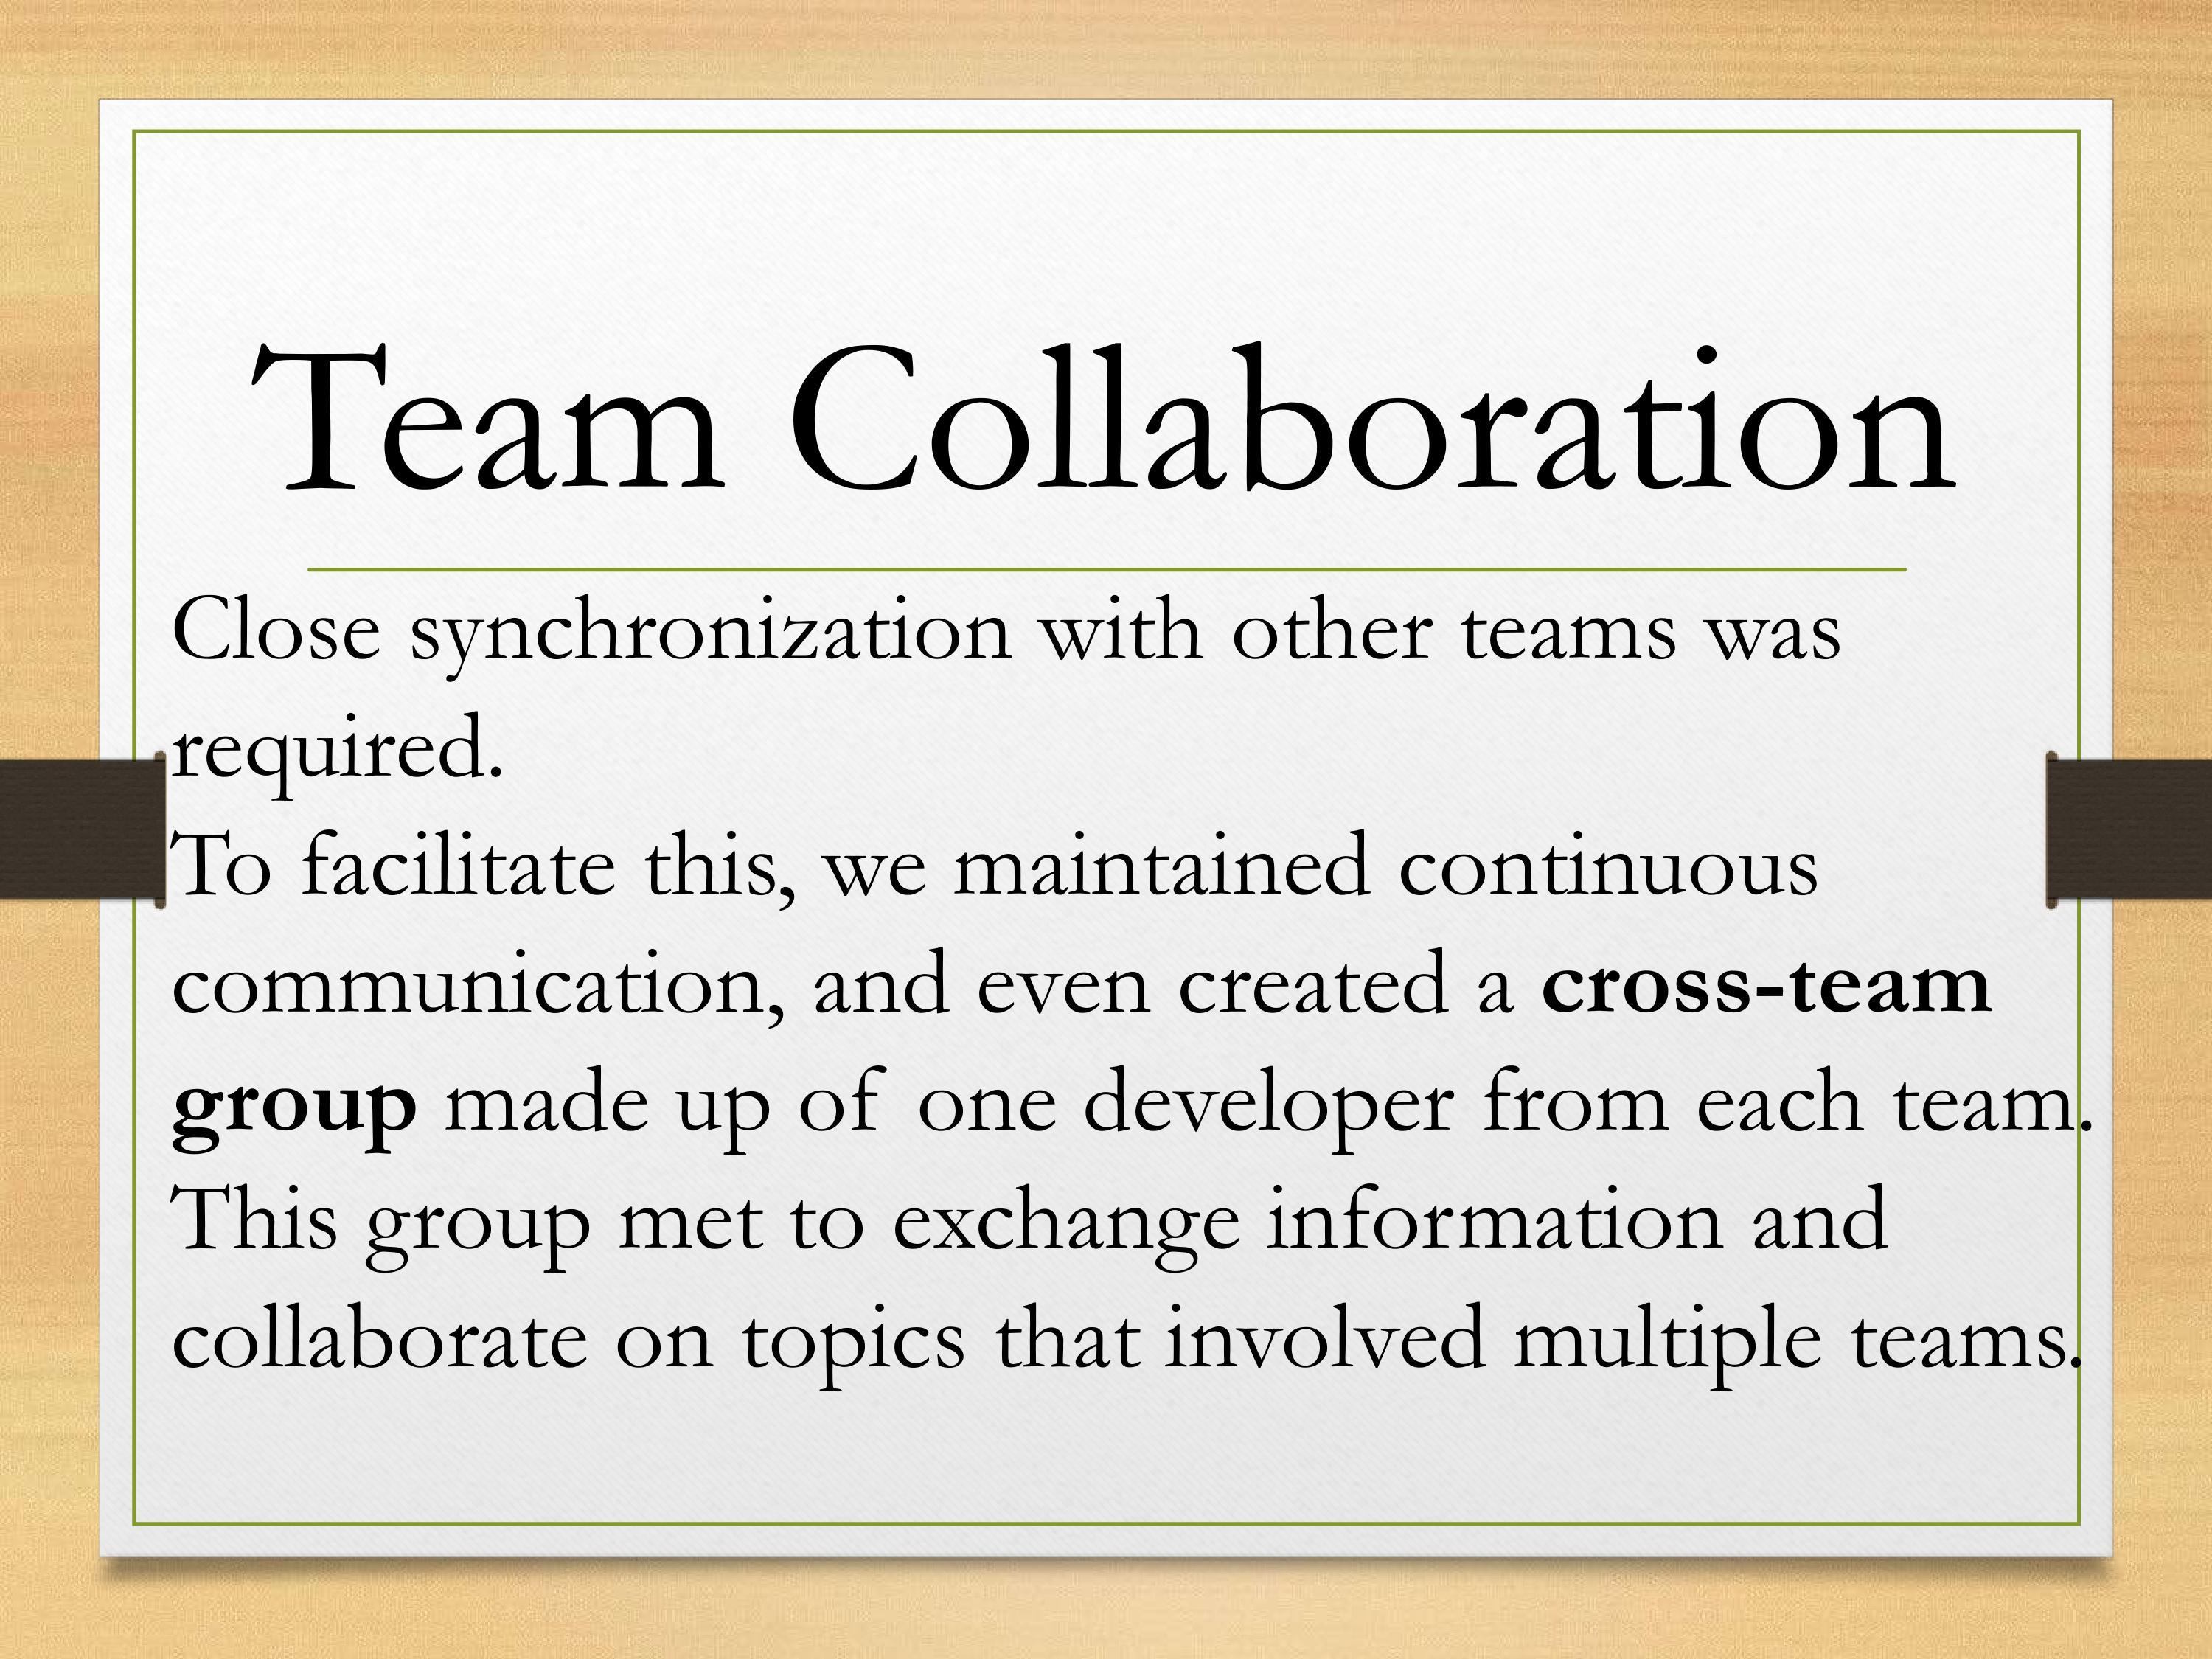 Team Collaboration
Close synchronization with other teams was
required.
To facilitate this, we maintained continuous
communication, and even created a cross-team
group made up of one developer from each team.
This group met to exchange information and
collaborate on topics that involved multiple teams.